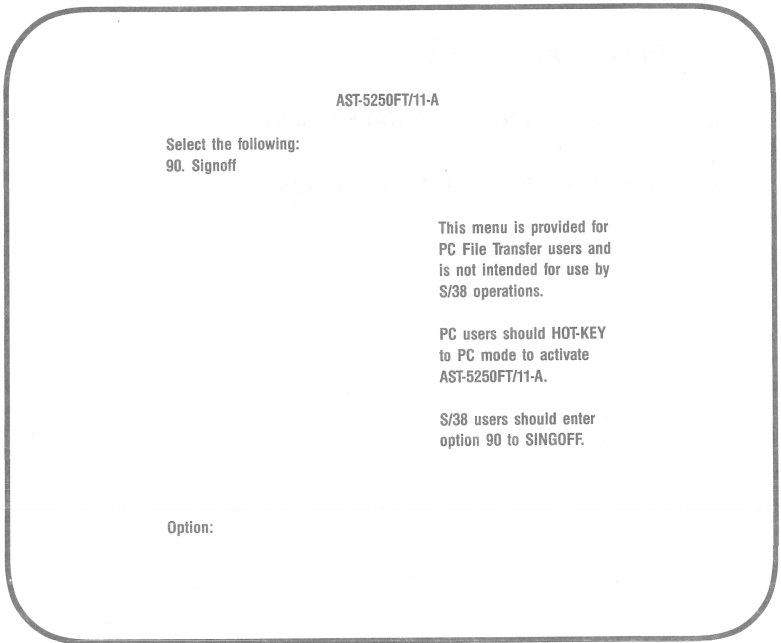 AST-5250FT/11-A
Select the following:
90. Signoff
This menu is provided for
PC File Transfer users and
is not intended for use by
S/38 operations.
PC users should HOT-KEY
to PC mode to activate
AST-5250FT/11-A.
S/38 users should enter
option 90 to SINGOFF.
Option: